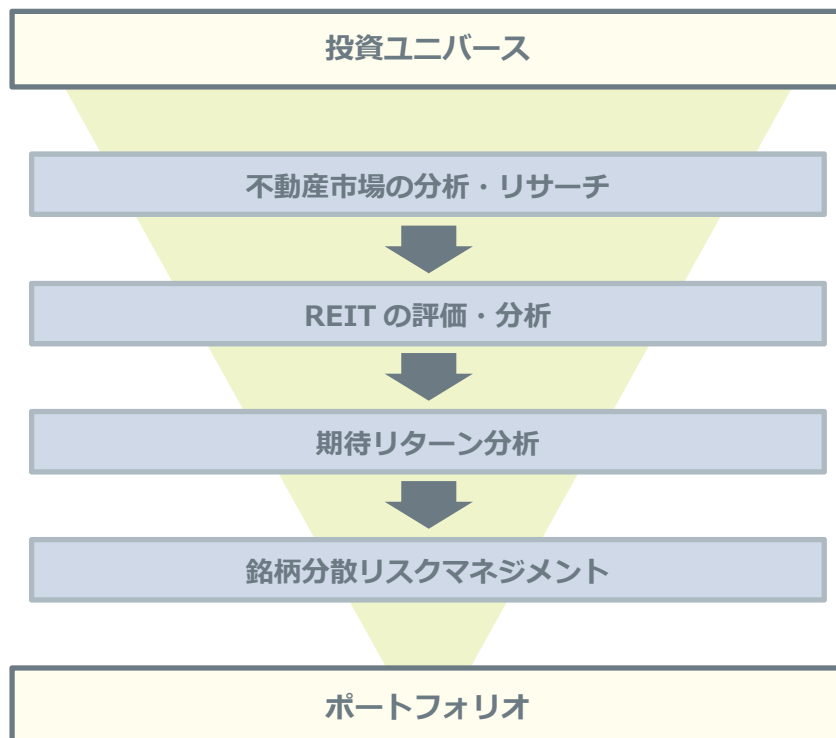 投資ユニバース
不動産市場の分析・リサーチ
REIT の評価・分析
期待リターン分析
銘柄分散リスクマネジメント
ポートフォリオ